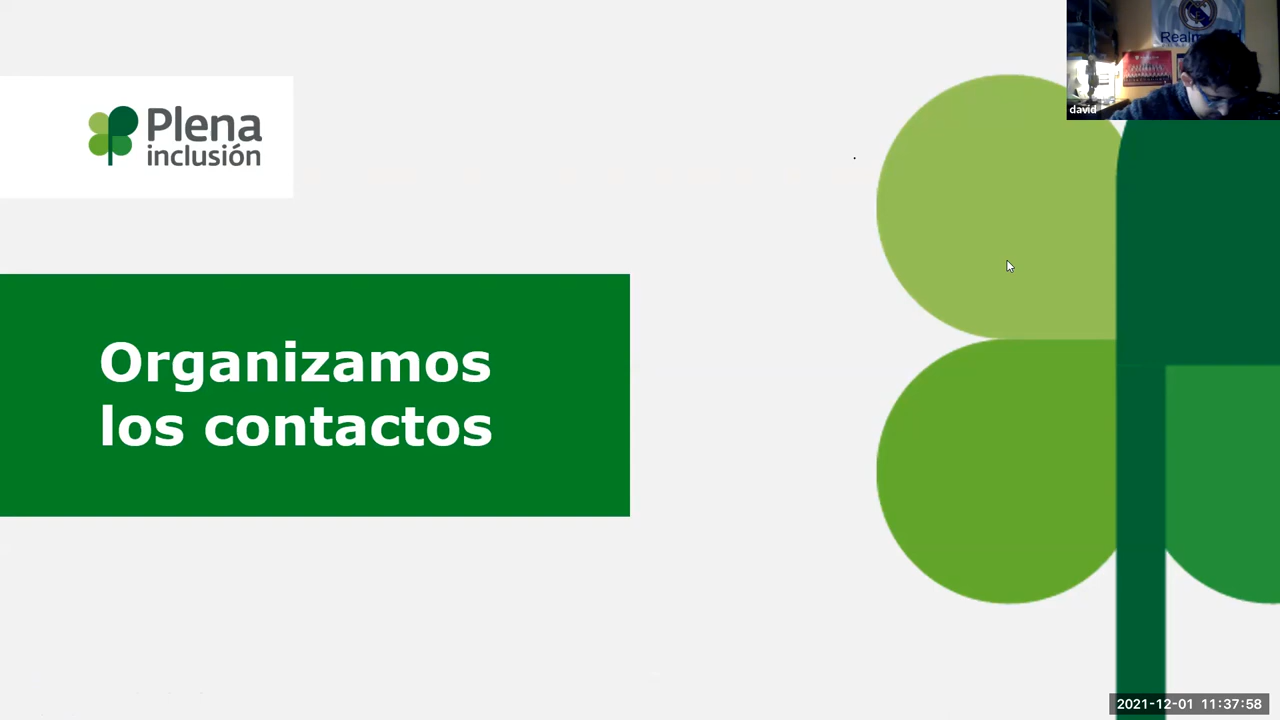 Plena
inclusión
Organizamos
los contactos
david
2021-12-01 11:37:58